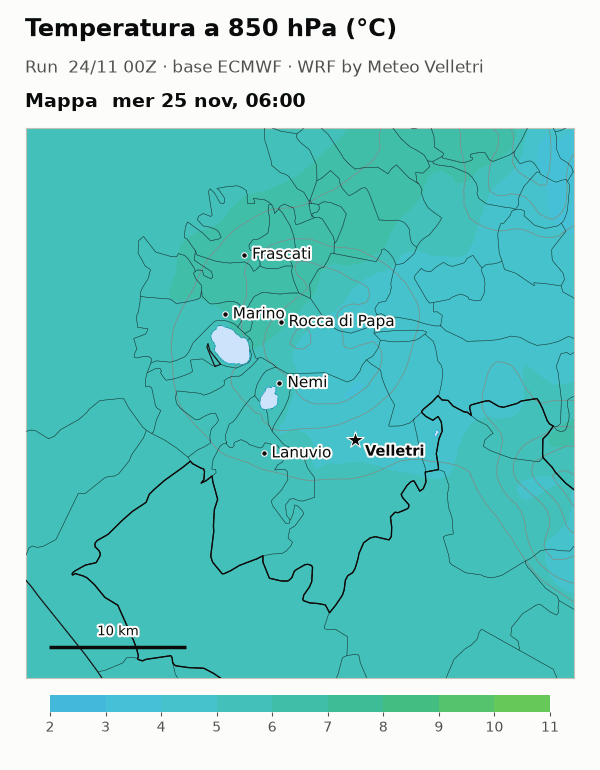 Temperatura a 850 hPa (°C)
Run  24/11 00Z · base ECMWF · WRF by Meteo Velletri
Mappa  mer 25 nov, 06:00
Frascati
Marino
Rocca di Papa
Nemi
Velletri
Lanuvio
10 km
2 3 4 5 6 7 8 9 10 11